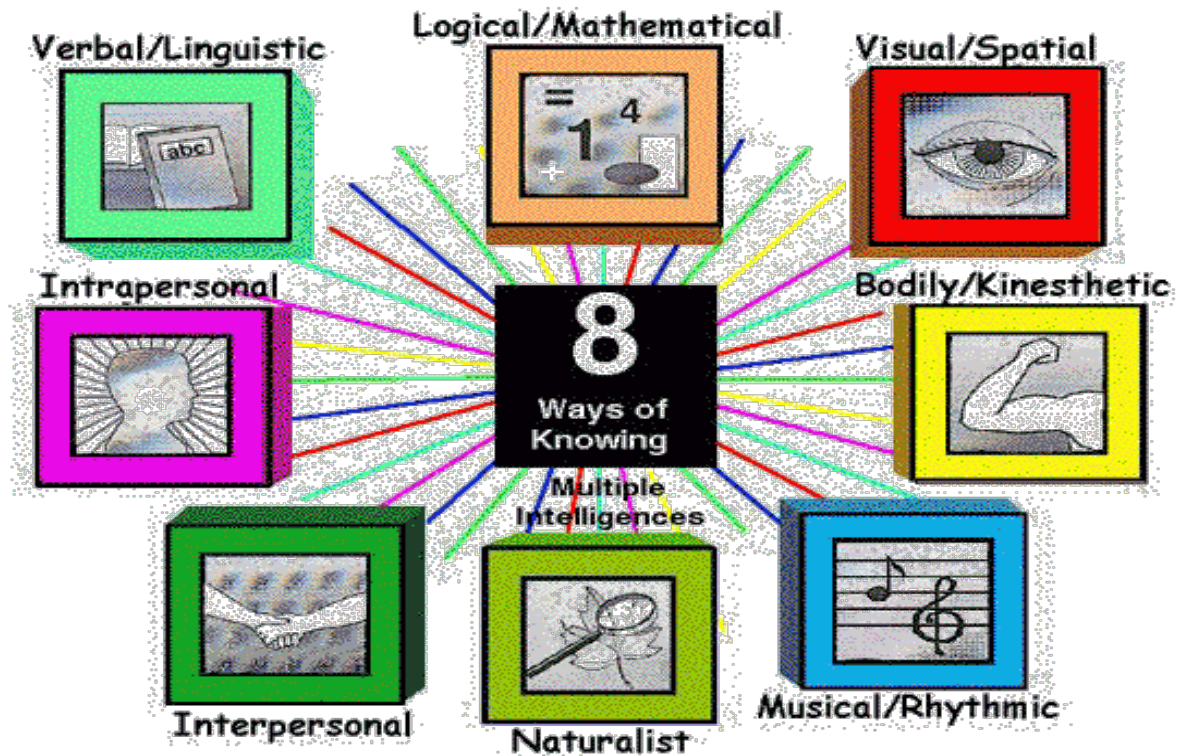 Logical/Mathematical
Verbal/Linguistic
Visual/Spatial
abc
= 4
1
+
Intrapersonal
Bodily/Kinesthetic
8
Ways of
Knowing
Multiple
Intelligences
Interpersonal
Naturalist
Musical/Rhythmic